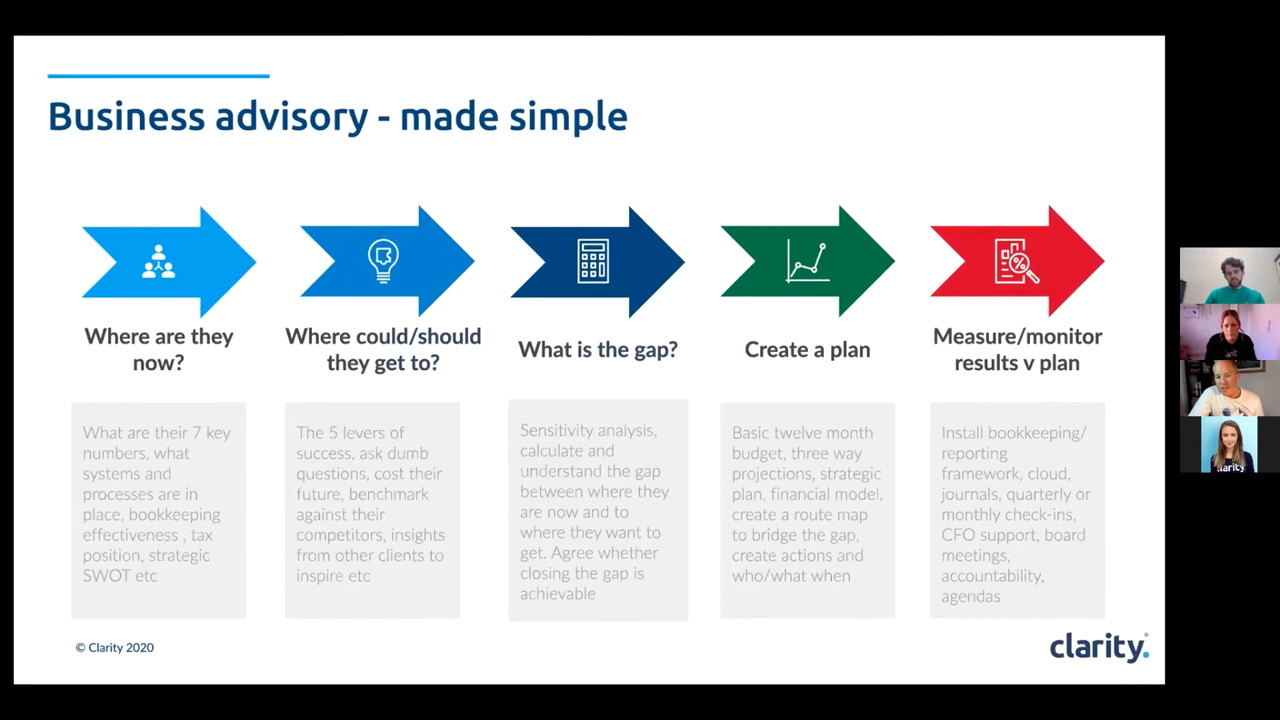 Business advisory - made simple
Where are they
now?
Where could/should
they get to?
What is the gap?
Create a plan
Measure/monitor
results v plan
What are their 7 key
numbers, what
systems and
processes are in
place, bookkeeping
effectiveness , tax
position, strategic
SWOT etc
The 5 levers of
success, ask dumb
questions, cost their
future, benchmark
against their
competitors, insights
from other clients to
inspire etc
Sensitivity analysis,
calculate and
understand the gap
between where they
are now and to
where they want to
get. Agree whether
closing the gap is
achievable
Basic twelve month
budget, three way
projections, strategic
plan, financial model,
create a route map
to bridge the gap,
create actions and
who/what when
Install bookkeeping/
reporting
framework, cloud,
journals, quarterly or
monthly check-ins,
CFO support, board
meetings,
accountability,
agendas
© Clarity 2020
clarity.
clarity